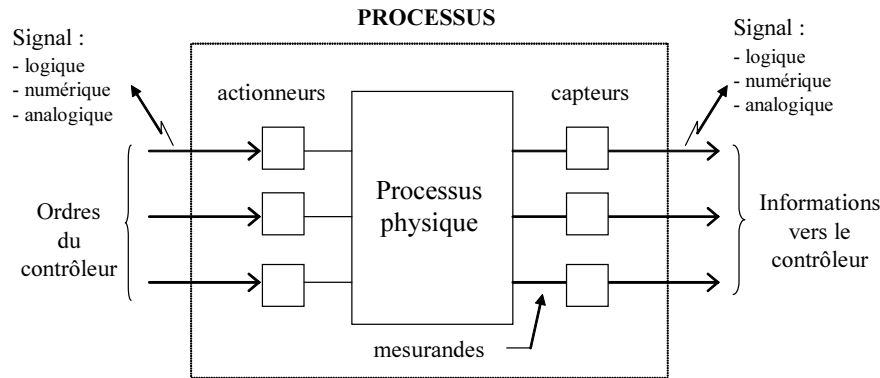 PROCESSUS
Signal :
- logique
- numérique
- analogique
Signal :
- logique
- numérique
- analogique
actionneurs
capteurs
Processus
physique
Ordres
du
contrôleur
Informations
vers le
contrôleur
mesurandes